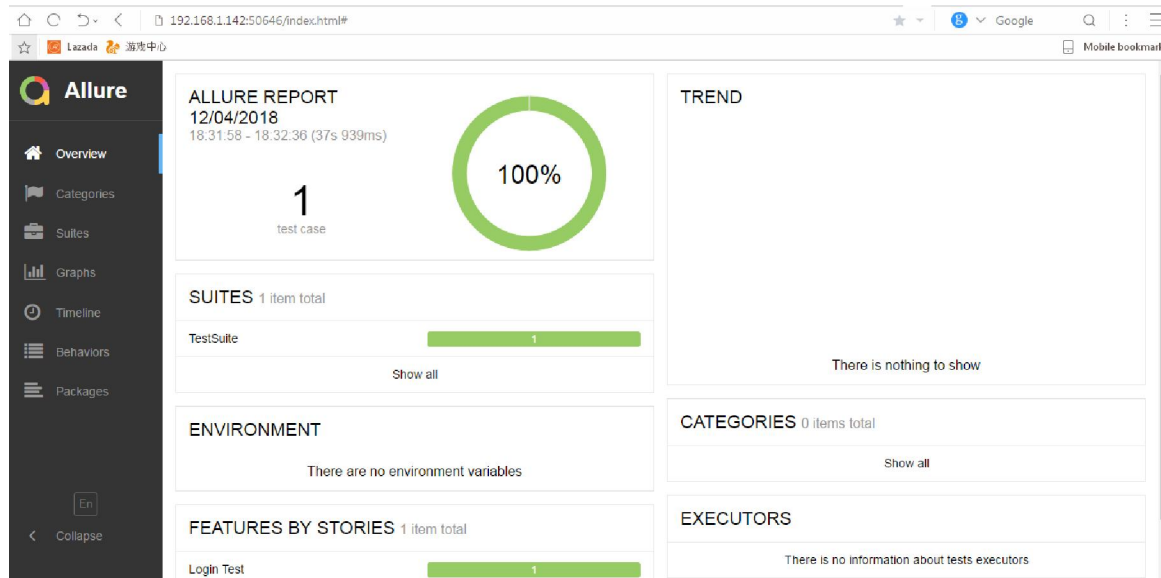 192.168.1.142:50646/index.html#
Google
Lazada 游戏中心
Mobile bookmark
Allure
Overview
Categories
Suites
Graphs
Timeline
Behaviors
Packages
En
Collapse
ALLURE REPORT
12/04/2018
18:31:58 - 18:32:36 (37s 939ms)
1
test case
100%
SUITES 1 item total
TestSuite 1
Show all
ENVIRONMENT
There are no environment variables
FEATURES BY STORIES 1 item total
Login Test 1
TREND
There is nothing to show
CATEGORIES 0 items total
Show all
EXECUTORS
There is no information about tests executors